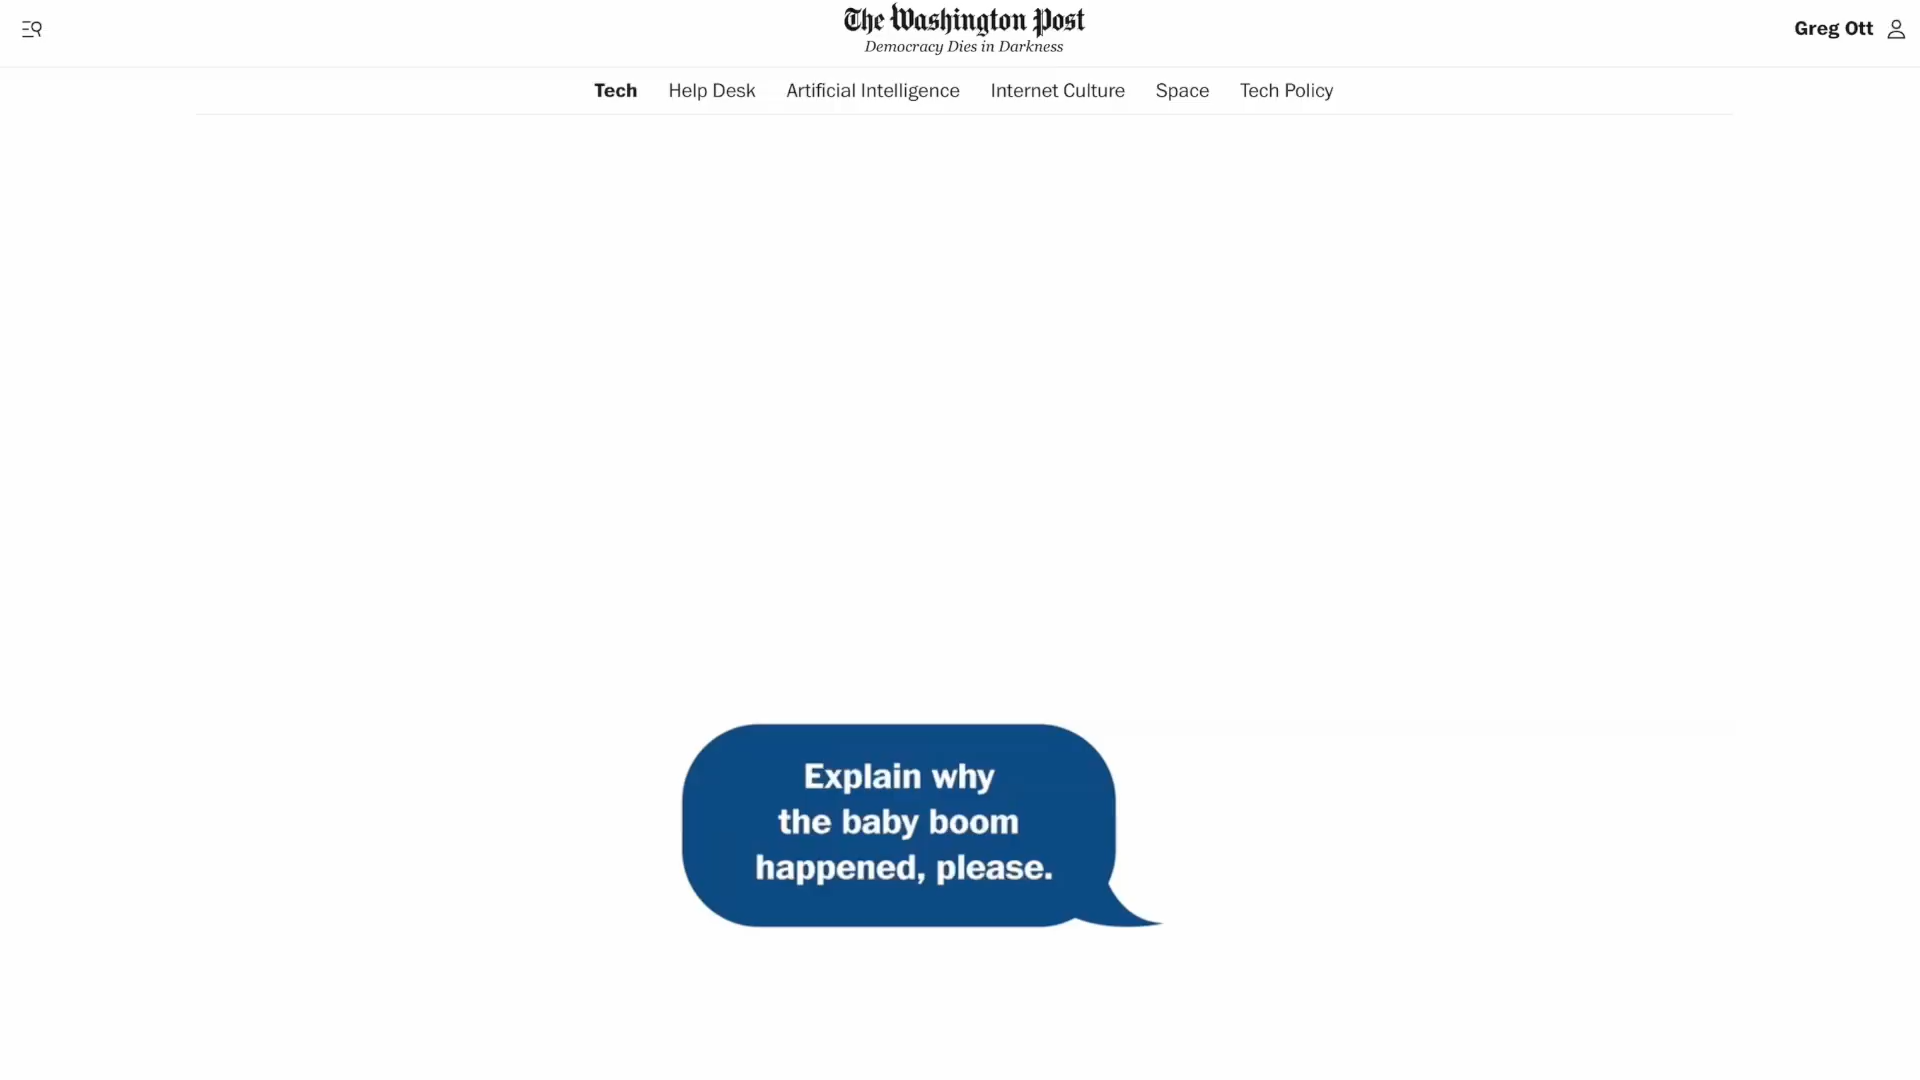 The Washington Post
Democracy Dies in Darkness
Greg Ott
Tech Help Desk Artificial Intelligence Internet Culture Space Tech Policy
Explain why
the baby boom
happened, please.